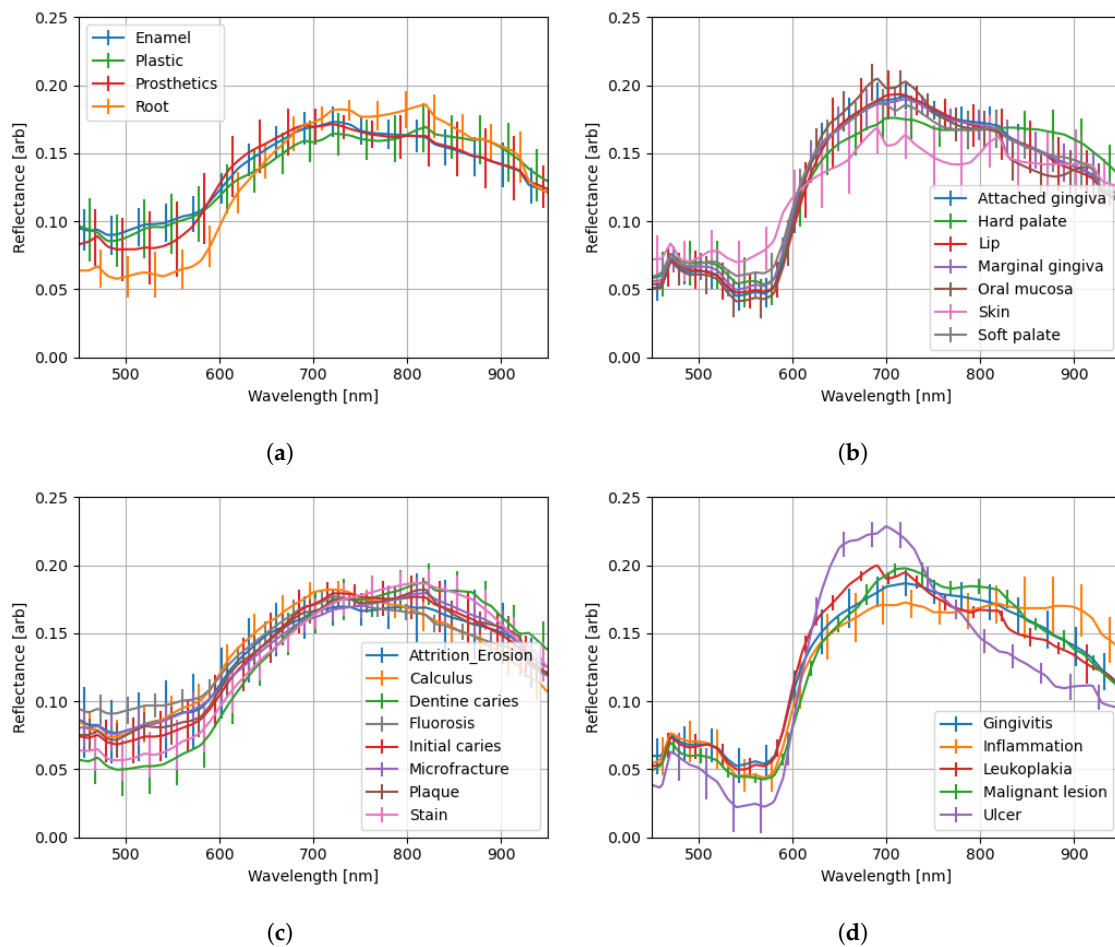 0.25
0.20
0.15
0.10
0.05
0.00
Reflectance [arb]
Enamel
Plastic
Prosthetics
Root
500 600 700 800 900
Wavelength [nm]
(a)
0.25
0.20
0.15
0.10
0.05
0.00
Reflectance [arb]
Attached gingiva
Hard palate
Lip
Marginal gingiva
Oral mucosa
Skin
Soft palate
500 600 700 800 900
Wavelength [nm]
(b)
0.25
0.20
0.15
0.10
0.05
0.00
Reflectance [arb]
Attrition_Erosion
Calculus
Dentine caries
Fluorosis
Initial caries
Microfracture
Plaque
Stain
500 600 700 800 900
Wavelength [nm]
(c)
0.25
0.20
0.15
0.10
0.05
0.00
Reflectance [arb]
Gingivitis
Inflammation
Leukoplakia
Malignant lesion
Ulcer
500 600 700 800 900
Wavelength [nm]
(d)